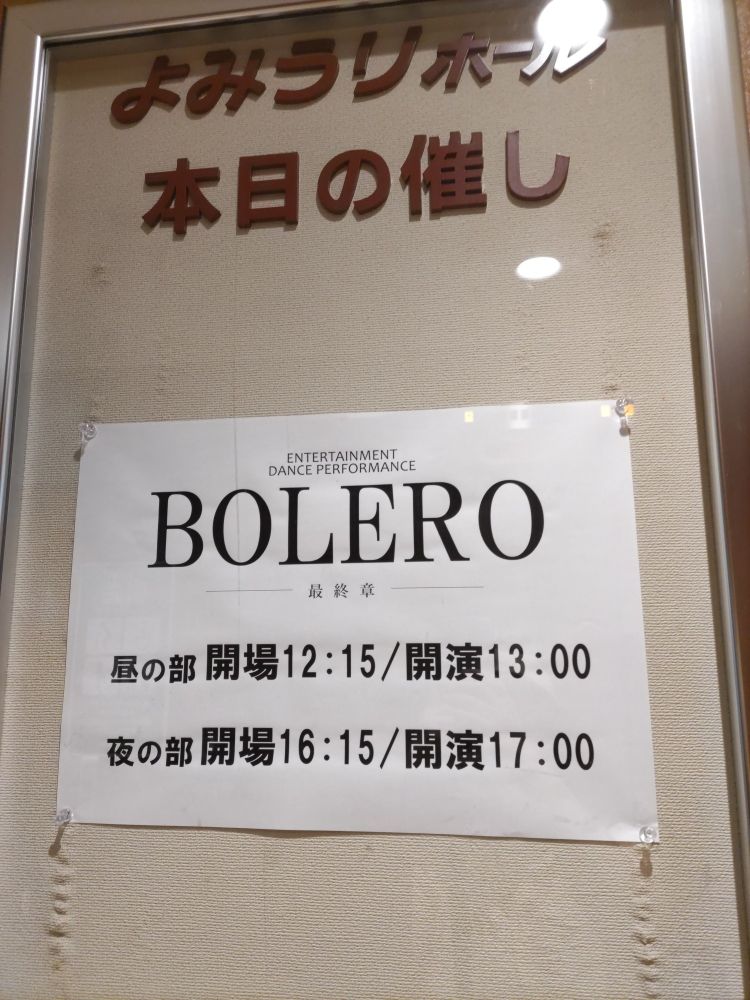 よみうりホール
本日の催し
ENTERTAINMENT
DANCE PERFORMANCE
BOLERO
最終章
昼の部 開場12:15/開演13:00
夜の部 開場16:15/開演17:00